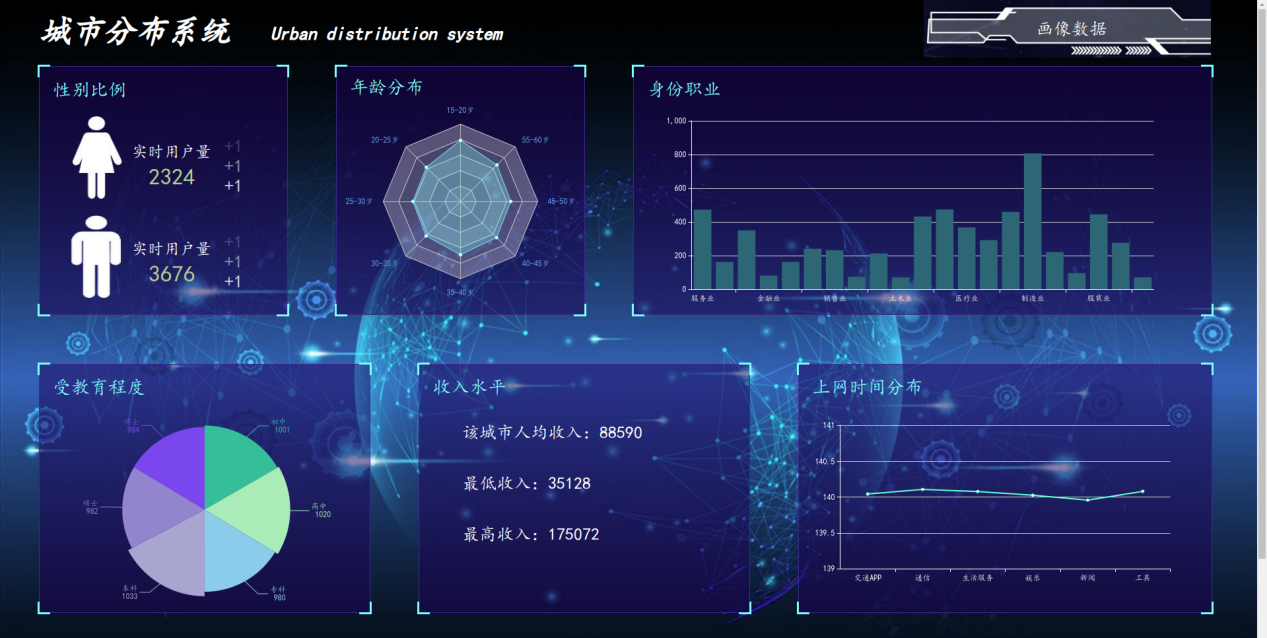 城市分布系统 Urban distribution system
画像数据
性别比例
实时用户量
2324
+1
+1
+1
实时用户量
3676
+1
+1
+1
年龄分布
15-20岁
20-25岁
55-60岁
25-30岁
45-50岁
30-35岁
40-45岁
35-40岁
身份职业
1,000
800
600
400
200
0
服务业 金融业 销售业 土木业 医疗业 制造业 服装业
受教育程度
博士
984
初中
1001
硕士
982
高中
1020
本科
1033
专科
980
收入水平
该城市人均收入：88590
最低收入：35128
最高收入：175072
上网时间分布
141
140.5
140
139.5
139
交通APP 通信 生活服务 娱乐 新闻 工具